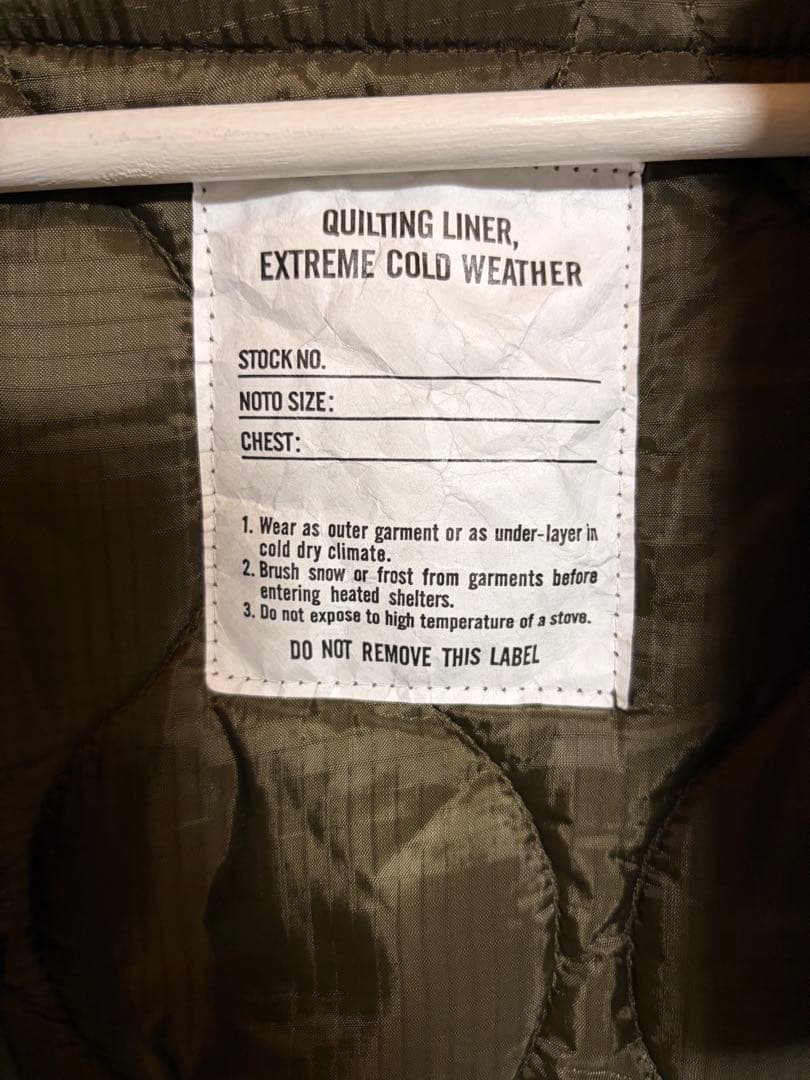 QUILTING LINER,
EXTREME COLD WEATHER
STOCK NO.
NOTO SIZE:
CHEST:
1. Wear as outer garment or as under-layer in
cold dry climate.
2. Brush snow or frost from garments before
entering heated shelters.
3. Do not expose to high temperature of a stove.
DO NOT REMOVE THIS LABEL